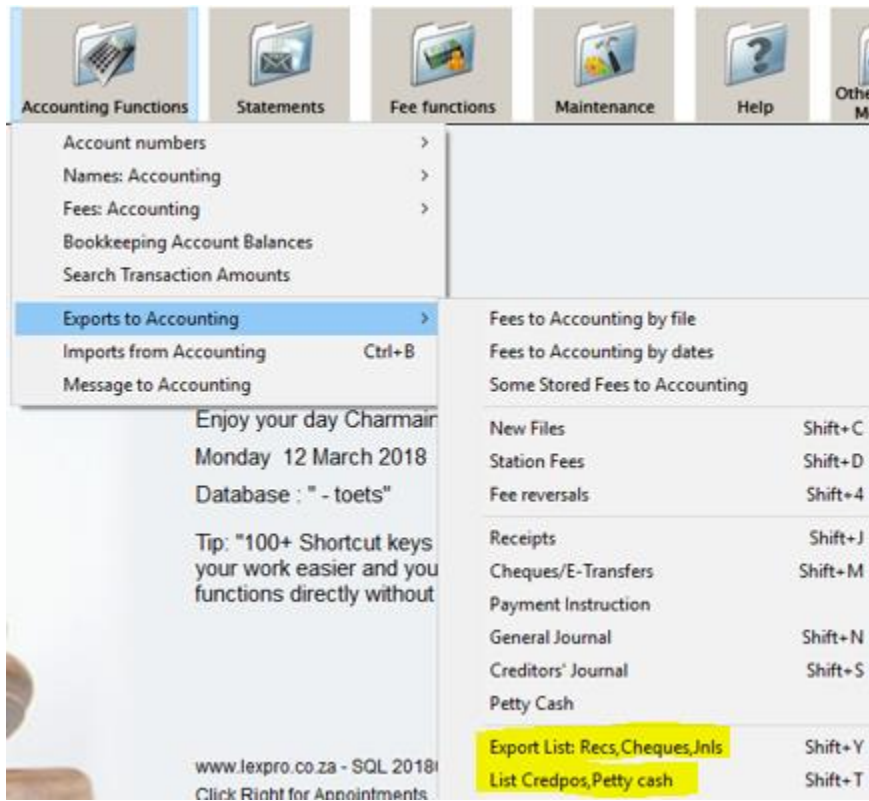 Accounting Functions
Statements
Fee functions
Maintenance
Help
Account numbers
Names: Accounting
Fees: Accounting
Bookkeeping Account Balances
Search Transaction Amounts
Exports to Accounting
Imports from Accounting Ctrl+B
Message to Accounting
Fees to Accounting by file
Fees to Accounting by dates
Some Stored Fees to Accounting
New Files Shift+C
Station Fees Shift+D
Fee reversals Shift+4
Receipts Shift+J
Cheques/E-Transfers Shift+M
Payment Instruction
General Journal Shift+N
Creditors' Journal Shift+S
Petty Cash
Export List: Recs,Cheques,Jnls Shift+Y
List Credpos,Petty cash Shift+T
Enjoy your day
Monday 12 March 2018
Database : " - toets"
Tip: "100+ Shortcut keys
your work easier and
functions directly without
www.lexpro.co.za - SQL
Click Right for Appointments